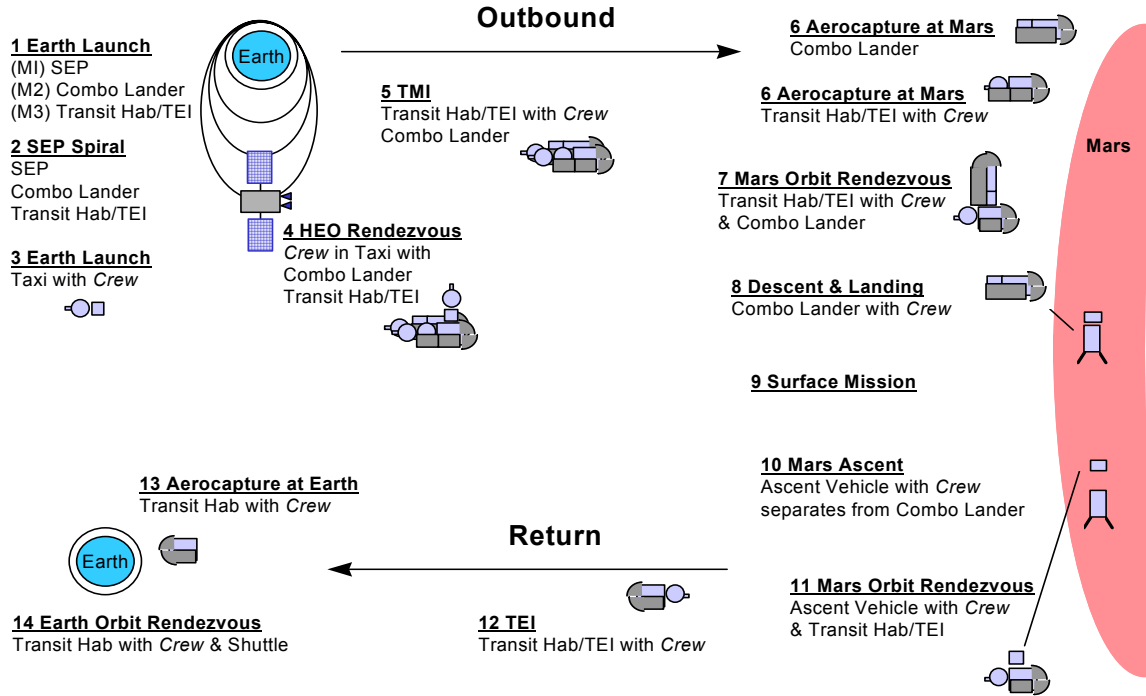 Outbound
1 Earth Launch
(MI) SEP
(M2) Combo Lander
(M3) Transit Hab/TEI
Earth
2 SEP Spiral
SEP
Combo Lander
Transit Hab/TEI
3 Earth Launch
Taxi with Crew
4 HEO Rendezvous
Crew in Taxi with
Combo Lander
Transit Hab/TEI
5 TMI
Transit Hab/TEI with Crew
Combo Lander
6 Aerocapture at Mars
Combo Lander
6 Aerocapture at Mars
Transit Hab/TEI with Crew
Mars
7 Mars Orbit Rendezvous
Transit Hab/TEI with Crew
& Combo Lander
8 Descent & Landing
Combo Lander with Crew
9 Surface Mission
10 Mars Ascent
Ascent Vehicle with Crew
separates from Combo Lander
11 Mars Orbit Rendezvous
Ascent Vehicle with Crew
& Transit Hab/TEI
Return
12 TEI
Transit Hab/TEI with Crew
13 Aerocapture at Earth
Transit Hab with Crew
Earth
14 Earth Orbit Rendezvous
Transit Hab with Crew & Shuttle